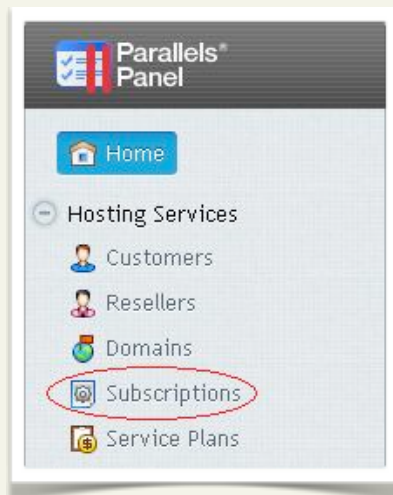 Parallels®
Panel
Home
Hosting Services
Customers
Resellers
Domains
Subscriptions
Service Plans